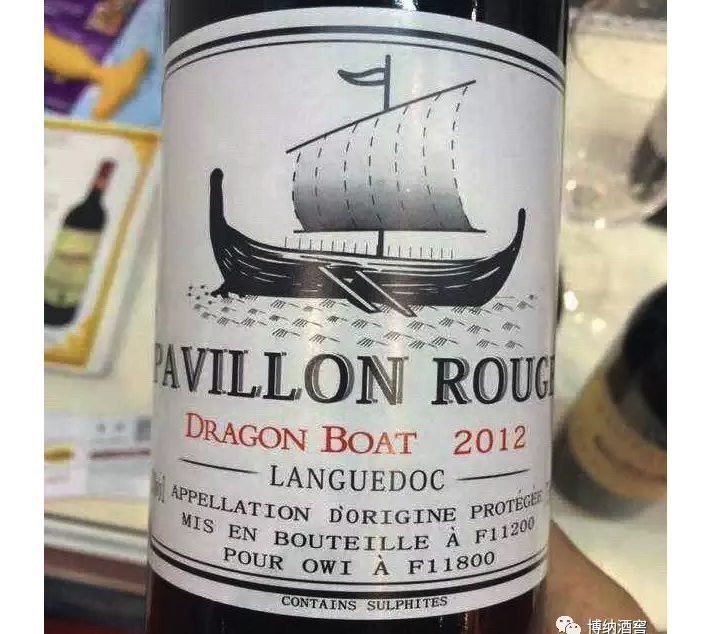 PAVILLON ROUGE
DRAGON BOAT 2012
LANGUEDOC
APPELLATION D'ORIGINE PROTÉGÉE
MIS EN BOUTEILLE À F11200
POUR OWI À F11800
CONTAINS SULPHITES
博纳酒窖